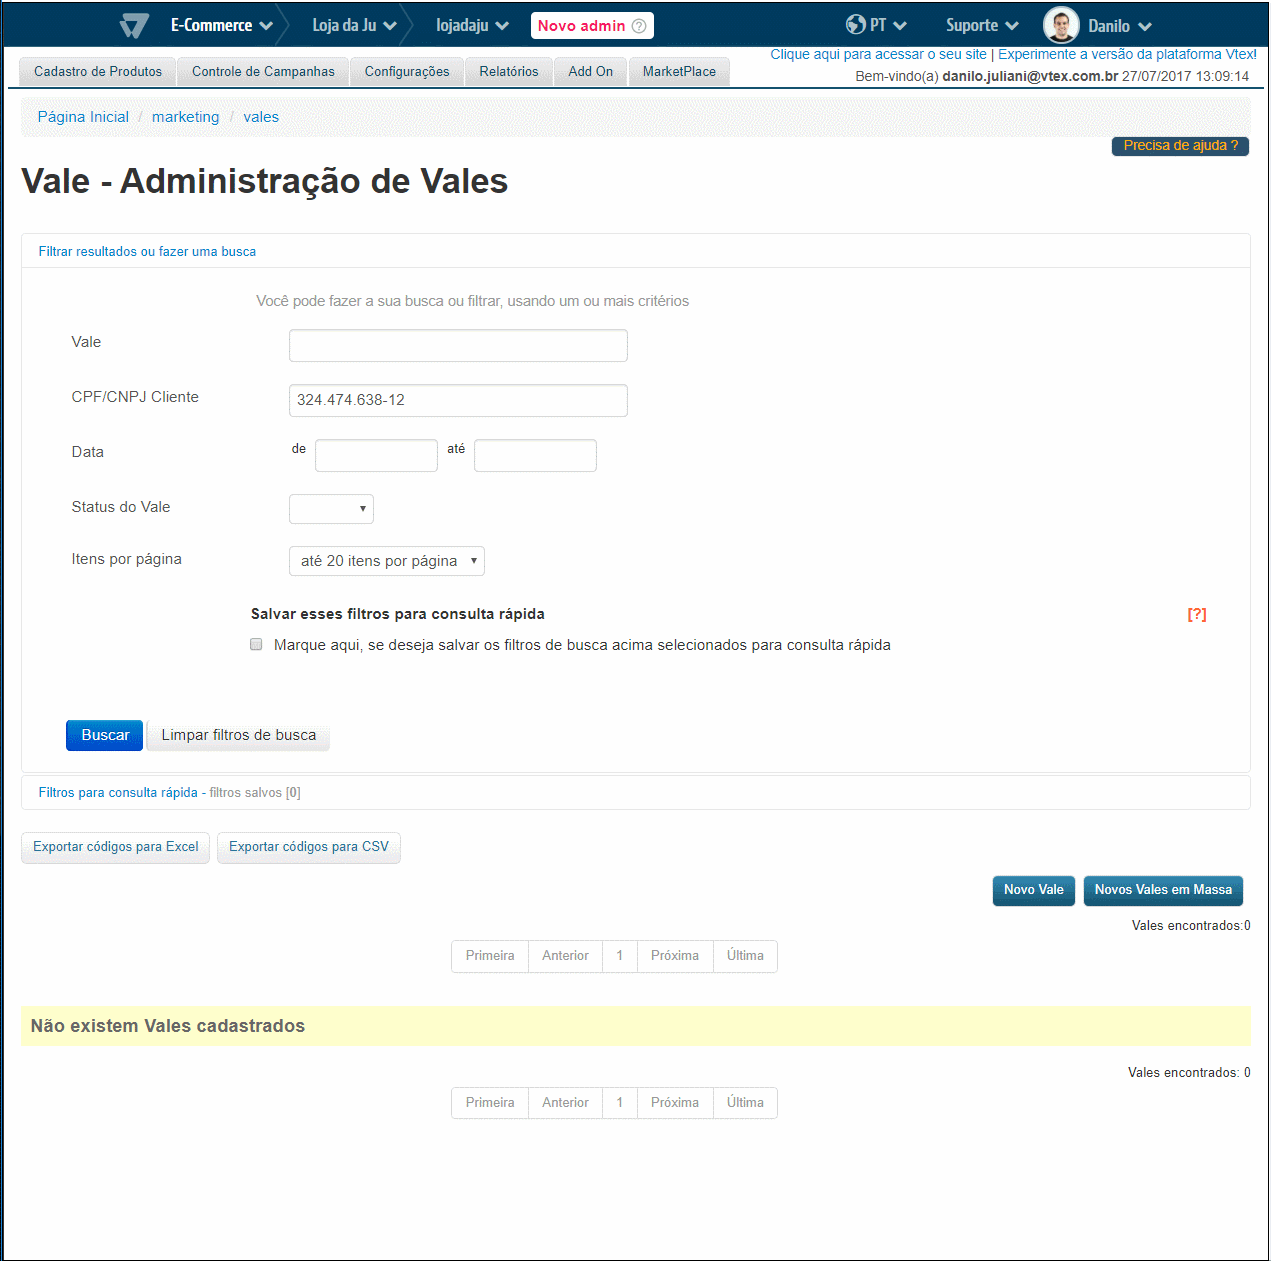 E-Commerce Loja da Ju lojadaju Novo admin ? PT Suporte Danilo
Clique aqui para acessar o seu site | Experimente a versão da plataforma Vtex!
Cadastro de Produtos Controle de Campanhas Configurações Relatórios Add On MarketPlace
Bem-vindo(a) danilo.juliani@vtex.com.br 27/07/2017 13:09:14
Página Inicial / marketing / vales
Precisa de ajuda ?
Vale - Administração de Vales
Filtrar resultados ou fazer uma busca
Você pode fazer a sua busca ou filtrar, usando um ou mais critérios
Vale
CPF/CNPJ Cliente 324.474.638-12
Data de até
Status do Vale
Itens por página até 20 itens por página
Salvar esses filtros para consulta rápida [?]
Marque aqui, se deseja salvar os filtros de busca acima selecionados para consulta rápida
Buscar Limpar filtros de busca
Filtros para consulta rápida - filtros salvos [0]
Exportar códigos para Excel Exportar códigos para CSV
Novo Vale Novos Vales em Massa
Vales encontrados:0
Primeira Anterior 1 Próxima Última
Não existem Vales cadastrados
Vales encontrados: 0
Primeira Anterior 1 Próxima Última